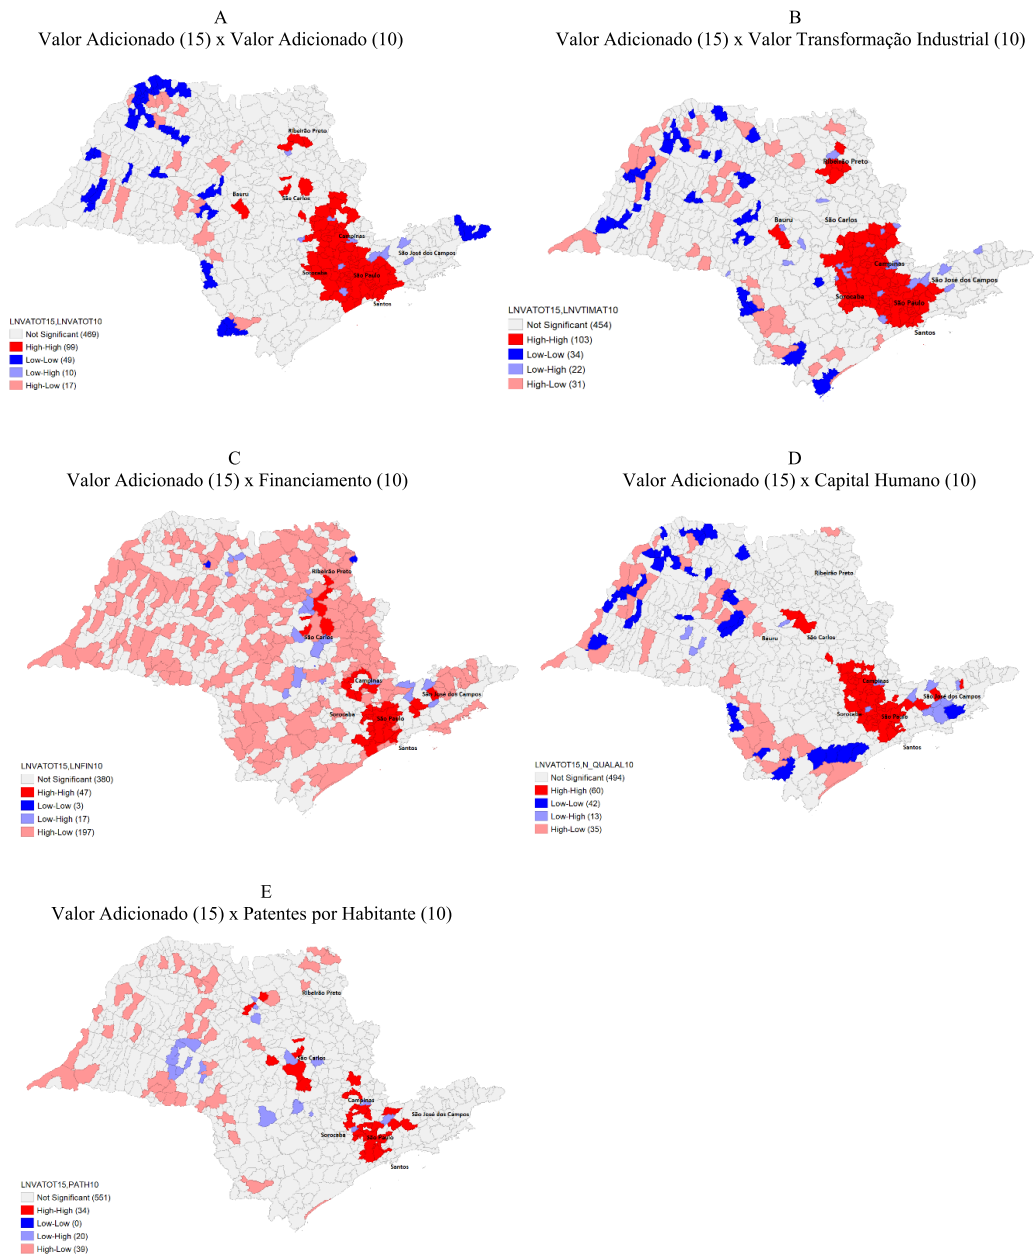 A
Valor Adicionado (15) x Valor Adicionado (10)
Ribeirão Preto
Bauru
São Carlos
Campinas
São José dos Campos
Sorocaba
São Paulo
Santos
LNVATOT15,LNVATOT10
Not Significant (469)
High-High (99)
Low-Low (49)
Low-High (10)
High-Low (17)
B
Valor Adicionado (15) x Valor Transformação Industrial (10)
Ribeirão Preto
Bauru
São Carlos
Campinas
São José dos Campos
Sorocaba
São Paulo
Santos
LNVATOT15,LNVTIMAT10
Not Significant (454)
High-High (103)
Low-Low (34)
Low-High (22)
High-Low (31)
C
Valor Adicionado (15) x Financiamento (10)
Ribeirão Preto
São Carlos
Campinas
São José dos Campos
Sorocaba
São Paulo
Santos
LNVATOT15,LNFIN10
Not Significant (380)
High-High (47)
Low-Low (3)
Low-High (17)
High-Low (197)
D
Valor Adicionado (15) x Capital Humano (10)
Ribeirão Preto
Bauru
São Carlos
Campinas
São José dos Campos
Sorocaba
São Paulo
Santos
LNVATOT15,N_QUALAL10
Not Significant (494)
High-High (60)
Low-Low (42)
Low-High (13)
High-Low (35)
E
Valor Adicionado (15) x Patentes por Habitante (10)
Ribeirão Preto
São Carlos
Campinas
São José dos Campos
Sorocaba
São Paulo
Santos
LNVATOT15,PATH10
Not Significant (551)
High-High (34)
Low-Low (0)
Low-High (20)
High-Low (39)